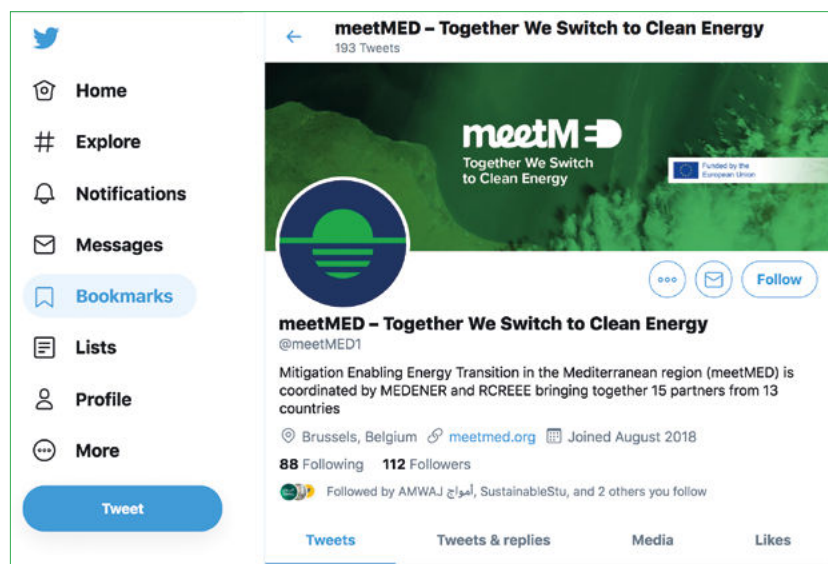 Home
Explore
Notifications
Messages
Bookmarks
Lists
Profile
More
Tweet
meetMED – Together We Switch to Clean Energy
193 Tweets
meetM
Together We Switch
to Clean Energy
Funded by the
European Union
Follow
meetMED – Together We Switch to Clean Energy
@meetMED1
Mitigation Enabling Energy Transition in the Mediterranean region (meetMED) is
coordinated by MEDENER and RCREEE bringing together 15 partners from 13
countries
Brussels, Belgium meetmed.org Joined August 2018
88 Following 112 Followers
Followed by AMWAJ أمواج, SustainableStu, and 2 others you follow
Tweets Tweets & replies Media Likes